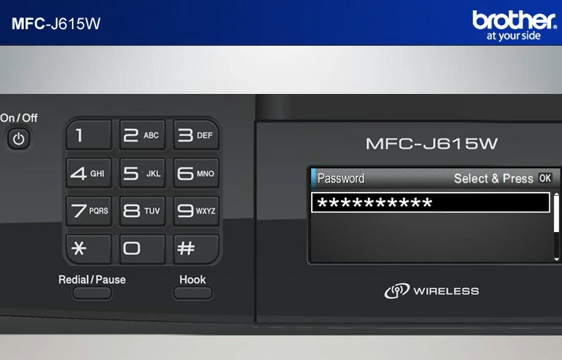 MFC-J615W
brother.
at your side
On/Off
1 2 ABC 3 DEF
4 GHI 5 JKL 6 MNO
7 PQRS 8 TUV 9 WXYZ
* 0 #
Redial/Pause Hook
MFC-J615W
Password Select & Press OK
**********
WIRELESS